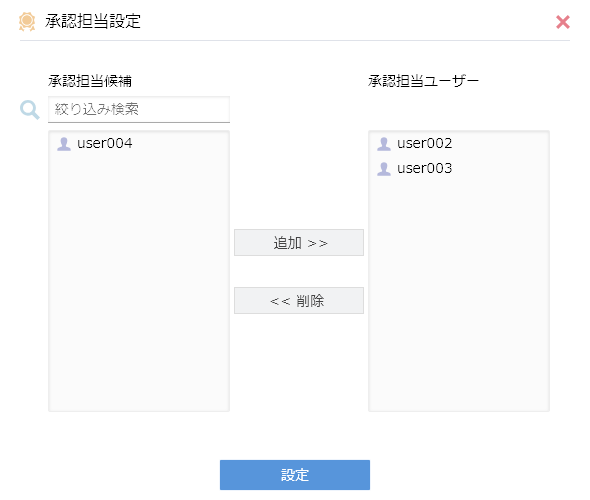 承認担当設定
承認担当候補
承認担当ユーザー
絞り込み検索
user004
user002
user003
追加 >>
<< 削除
設定